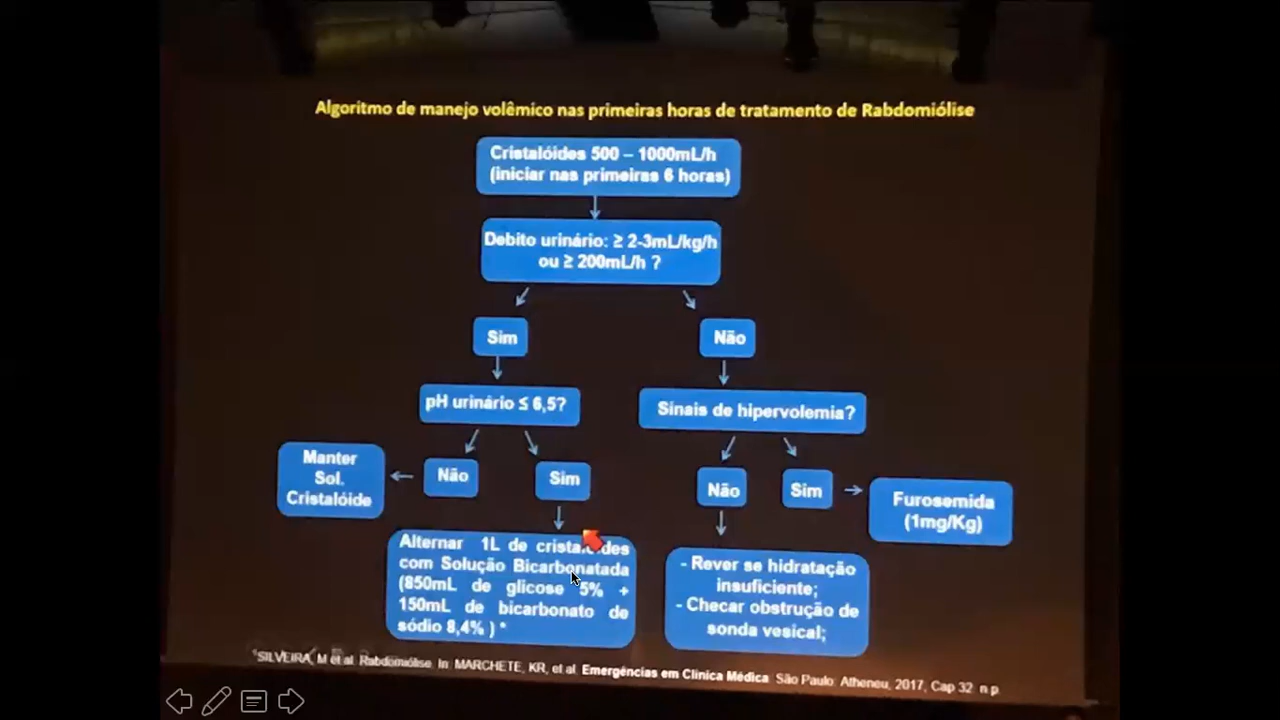 Algoritmo de manejo volêmico nas primeiras horas de tratamento de Rabdomiólise
Cristalóides 500 – 1000mL/h
(iniciar nas primeiras 6 horas)
Debito urinário: ≥ 2-3mL/kg/h
ou ≥ 200mL/h ?
Sim
Não
pH urinário ≤ 6,5?
Sinais de hipervolemia?
Manter
Sol.
Cristalóide
Não
Sim
Não
Sim
Furosemida
(1mg/Kg)
Alternar 1L de cristalóides
com Solução Bicarbonatada
(850mL de glicose 5% +
150mL de bicarbonato de
sódio 8,4% ) *
- Rever se hidratação
insuficiente;
- Checar obstrução de
sonda vesical;
*SILVEIRA, M et al. Rabdomiólise. In: MARCHETE, KR, et al. Emergências em Clínica Médica. São Paulo: Atheneu, 2017, Cap 32. n p.